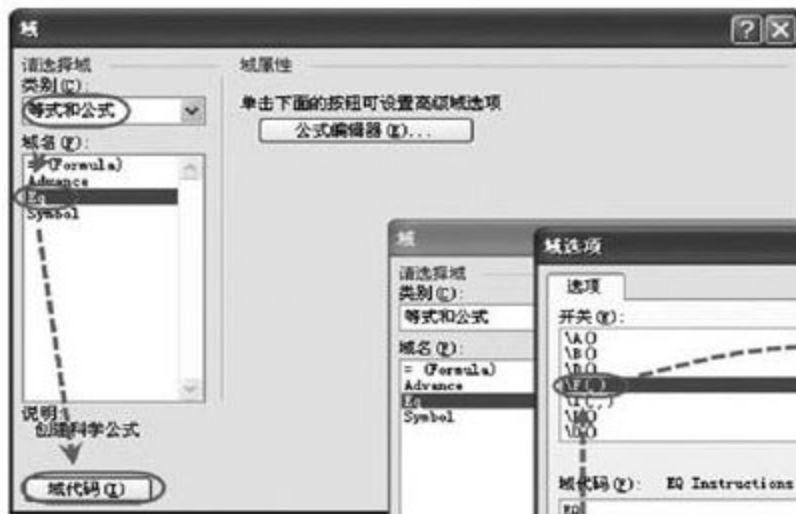 域
请选择域
类别(C):
等式和公式
域名(F):
= (Formula)
Advance
Eq
Symbol
说明:
创建科学公式
域代码(I)
域属性
单击下面的按钮可设置高级域选项
公式编辑器(E)...
域
请选择域
类别(C):
等式和公式
域名(F):
= (Formula)
Advance
Eq
Symbol
域选项
选项
开关(W):
\A()
\B()
\D()
\F(,)
\I(,,)
\O()
域代码(F): EQ Instructions
EQ